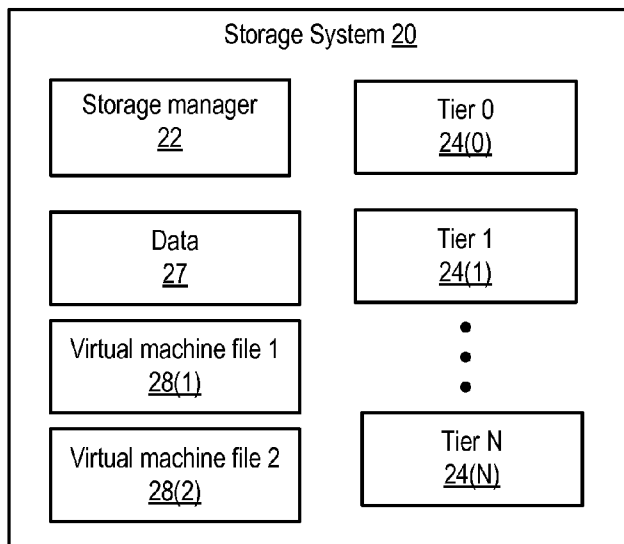 Storage System 20
Storage manager
22
Tier 0
24(0)
Data
27
Tier 1
24(1)
Virtual machine file 1
28(1)
Virtual machine file 2
28(2)
Tier N
24(N)